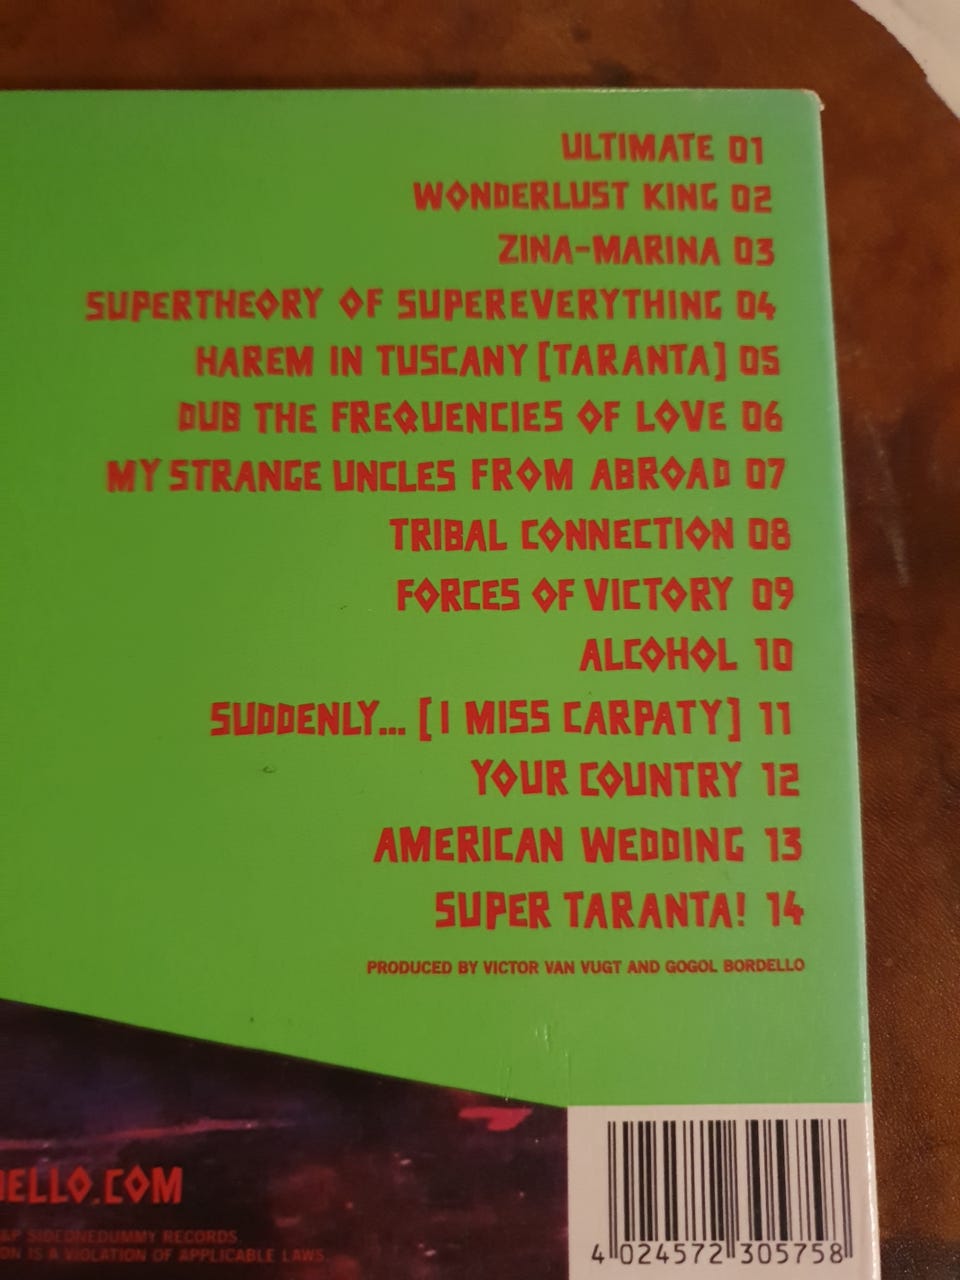 ULTIMATE 01
WONDERLUST KING 02
ZINA-MARINA 03
SUPERTHEORY OF SUPEREVERYTHING 04
HAREM IN TUSCANY [TARANTA] 05
DUB THE FREQUENCIES OF LOVE 06
MY STRANGE UNCLES FROM ABROAD 07
TRIBAL CONNECTION 08
FORCES OF VICTORY 09
ALCOHOL 10
SUDDENLY... [I MISS CARPATY] 11
YOUR COUNTRY 12
AMERICAN WEDDING 13
SUPER TARANTA! 14
PRODUCED BY VICTOR VAN VUGT AND GOGOL BORDELLO
DELLO.COM
&P SIDEONEDUMMY RECORDS.
ON IS A VIOLATION OF APPLICABLE LAWS.
4 024572 305758